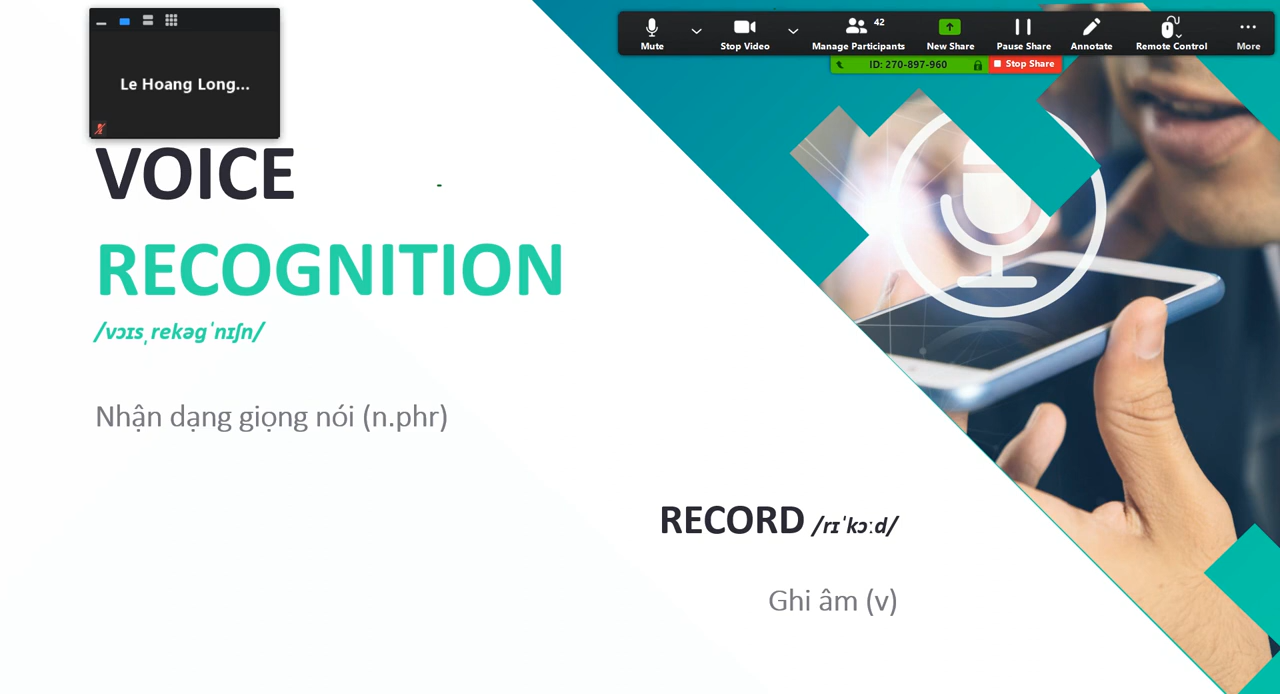 Le Hoang Long...
42
Mute
Stop Video
Manage Participants
New Share
Pause Share
Annotate
Remote Control
More
ID: 270-897-960
Stop Share
VOICE
RECOGNITION
/vɔɪsˌrekəgˈnɪʃn/
Nhận dạng giọng nói (n.phr)
RECORD /rɪˈkɔːd/
Ghi âm (v)